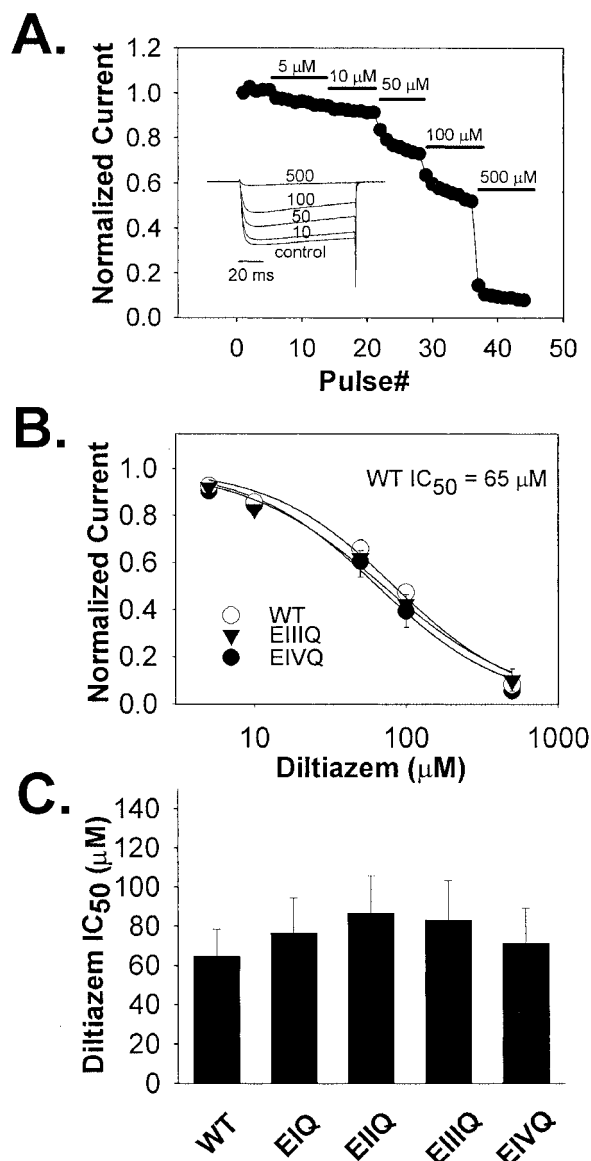 A.
Normalized Current
1.2
1.0
0.8
0.6
0.4
0.2
0.0
5 μM
10 μM
50 μM
100 μM
500 μM
500
100
50
10
control
20 ms
0 10 20 30 40 50
Pulse#
B.
Normalized Current
1.0
0.8
0.6
0.4
0.2
0.0
WT IC50 = 65 μM
WT
EIIIQ
EIVQ
10 100 1000
Diltiazem (μM)
C.
Diltiazem IC50 (μM)
140
120
100
80
60
40
20
0
WT EIQ EIIQ EIIIQ EIVQ